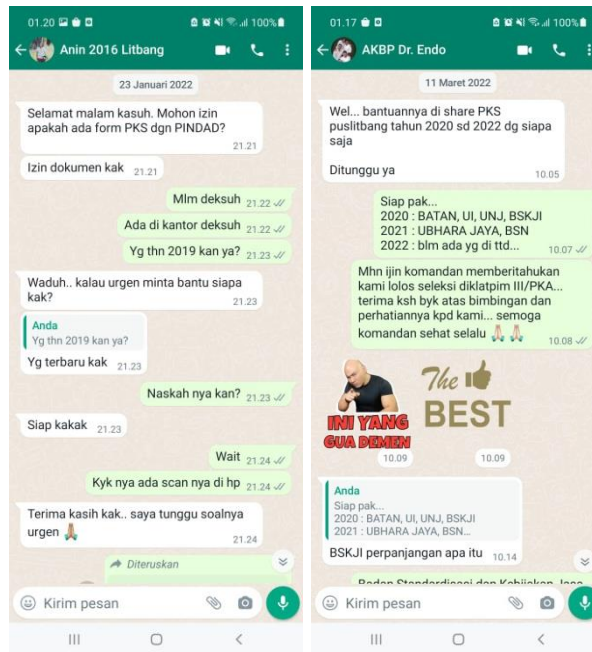 01.20
100%
Anin 2016 Litbang
23 Januari 2022
Selamat malam kasuh. Mohon izin
apakah ada form PKS dgn PINDAD?
21.21
Izin dokumen kak 21.21
Mlm deksuh 21.22
Ada di kantor deksuh 21.22
Yg thn 2019 kan ya? 21.23
Waduh.. kalau urgen minta bantu siapa
kak?
21.23
Anda
Yg thn 2019 kan ya?
Yg terbaru kak 21.23
Naskah nya kan? 21.23
Siap kakak 21.23
Wait 21.24
Kyk nya ada scan nya di hp 21.24
Terima kasih kak.. saya tunggu soalnya
urgen
21.24
Diteruskan
Kirim pesan
01.17
100%
AKBP Dr. Endo
11 Maret 2022
Wel... bantuannya di share PKS
puslitbang tahun 2020 sd 2022 dg siapa
saja
Ditunggu ya
10.05
Siap pak...
2020 : BATAN, UI, UNJ, BSKJI
2021 : UBHARA JAYA, BSN
2022 : blm ada yg di ttd...
10.07
Mhn ijin komandan memberitahukan
kami lolos seleksi diklatpim III/PKA...
terima ksh byk atas bimbingan dan
perhatiannya kpd kami... semoga
komandan sehat selalu
10.08
INI YANG
GUA DEMEN
The
BEST
10.09
10.09
Anda
Siap pak...
2020 : BATAN, UI, UNJ, BSKJI
2021 : UBHARA JAYA, BSN...
BSKJI perpanjangan apa itu 10.14
Badan Standardisasi dan Kebijakan Jasa
Kirim pesan